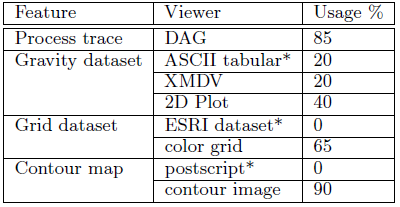 Feature Viewer Usage %
Process trace DAG 85
Gravity dataset ASCII tabular* 20
XMDV 20
2D Plot 40
Grid dataset ESRI dataset* 0
color grid 65
Contour map postscript* 0
contour image 90